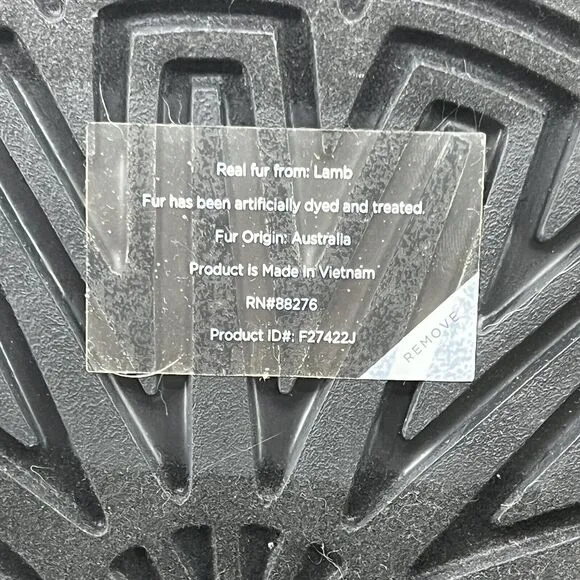 Real fur from: Lamb
Fur has been artificially dyed and treated.
Fur Origin: Australia
Product is Made in Vietnam
RN#88276
Product ID#: F27422J
REMOVE